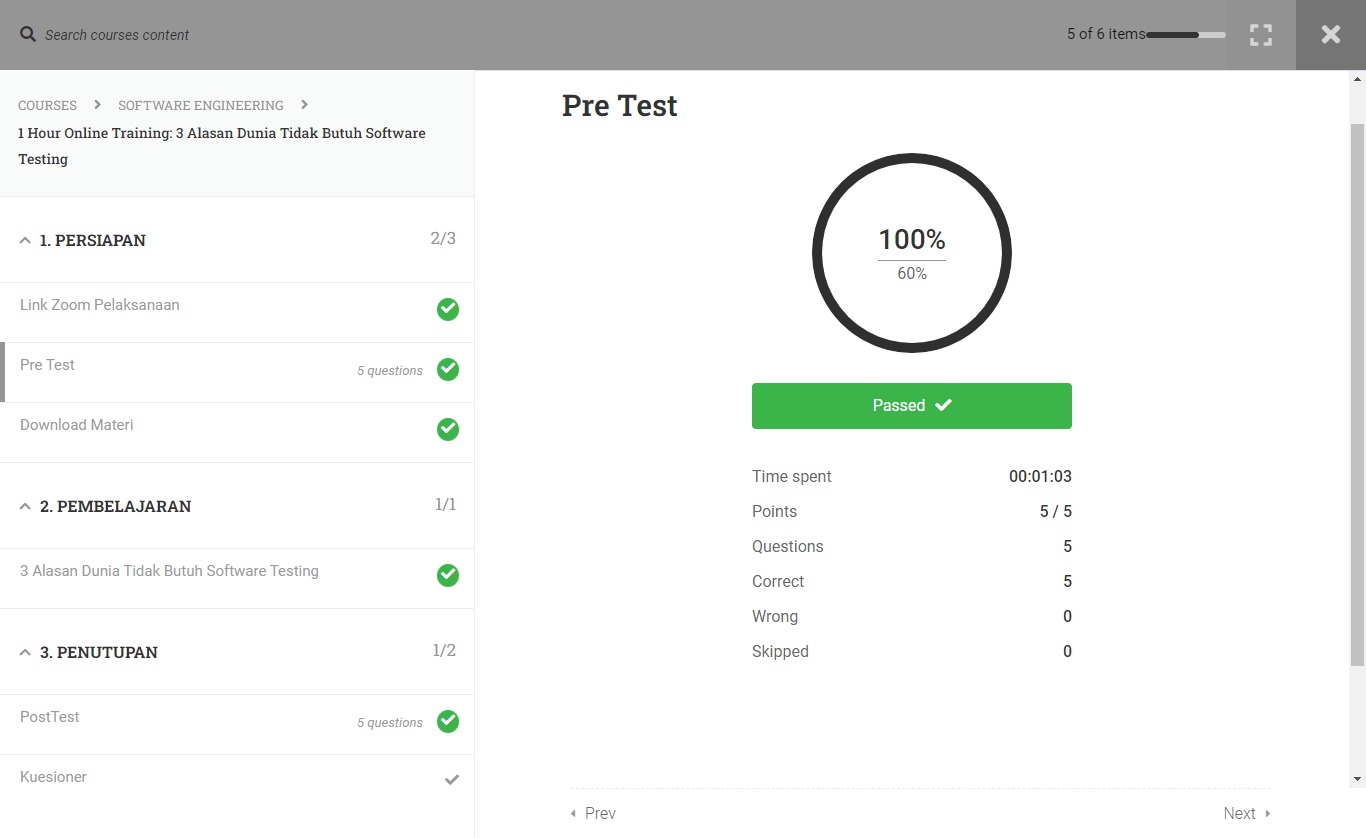 Search courses content
5 of 6 items
COURSES SOFTWARE ENGINEERING
1 Hour Online Training: 3 Alasan Dunia Tidak Butuh Software
Testing
1. PERSIAPAN 2/3
Link Zoom Pelaksanaan
Pre Test 5 questions
Download Materi
2. PEMBELAJARAN 1/1
3 Alasan Dunia Tidak Butuh Software Testing
3. PENUTUPAN 1/2
PostTest 5 questions
Kuesioner
Pre Test
100%
60%
Passed
Time spent 00:01:03
Points 5 / 5
Questions 5
Correct 5
Wrong 0
Skipped 0
Prev Next